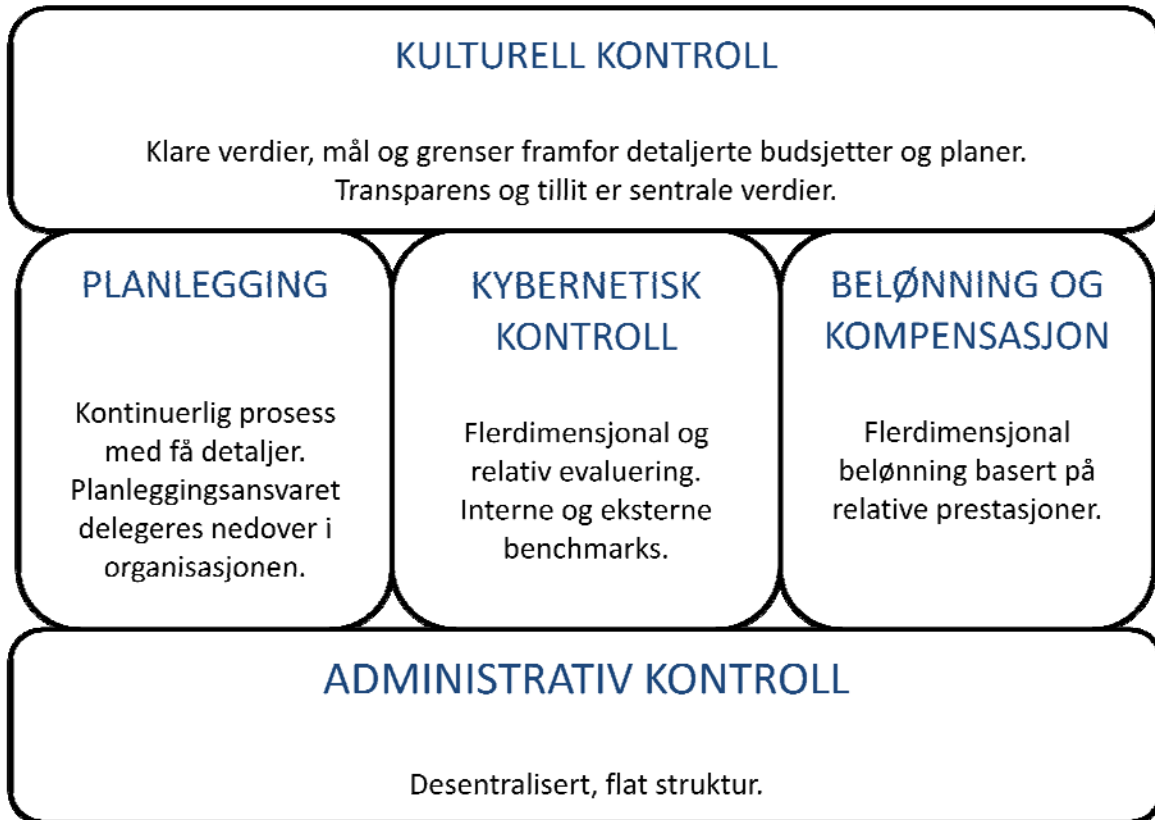 KULTURELL KONTROLL
Klare verdier, mål og grenser framfor detaljerte budsjetter og planer.
Transparens og tillit er sentrale verdier.
PLANLEGGING
Kontinuerlig prosess
med få detaljer.
Planleggingsansvaret
delegeres nedover i
organisasjonen.
KYBERNETISK
KONTROLL
Flerdimensjonal og
relativ evaluering.
Interne og eksterne
benchmarks.
BELØNNING OG
KOMPENSASJON
Flerdimensjonal
belønning basert på
relative prestasjoner.
ADMINISTRATIV KONTROLL
Desentralisert, flat struktur.